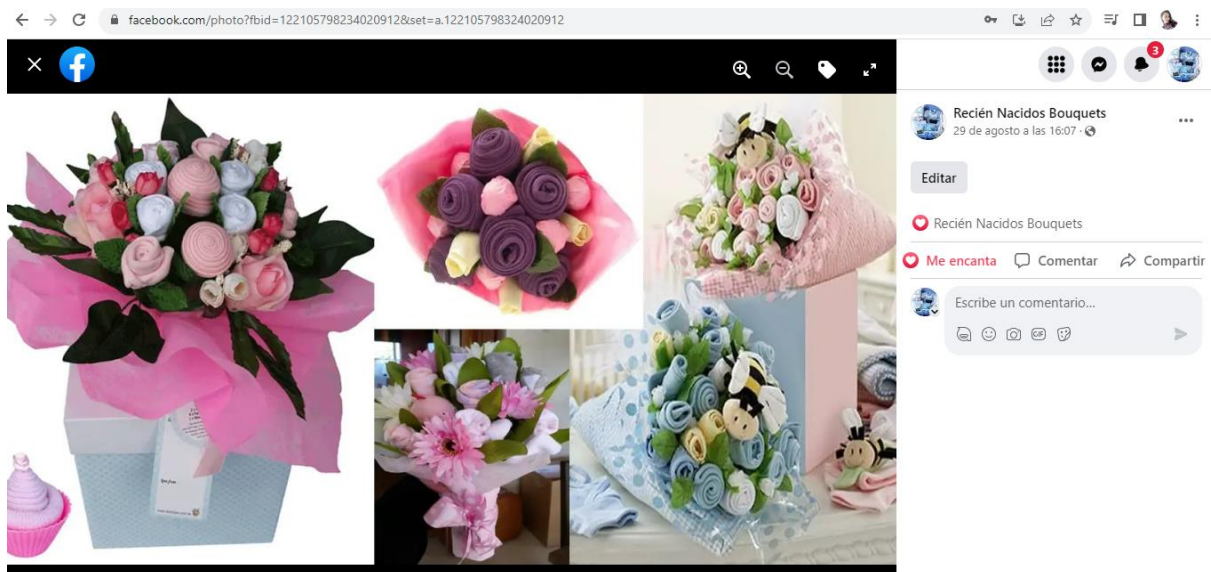 facebook.com/photo?fbid=122105798234020912&set=a.122105798324020912
3
Recién Nacidos Bouquets
29 de agosto a las 16:07 ·
Editar
Recién Nacidos Bouquets
Me encanta Comentar Compartir
Escribe un comentario...
GIF